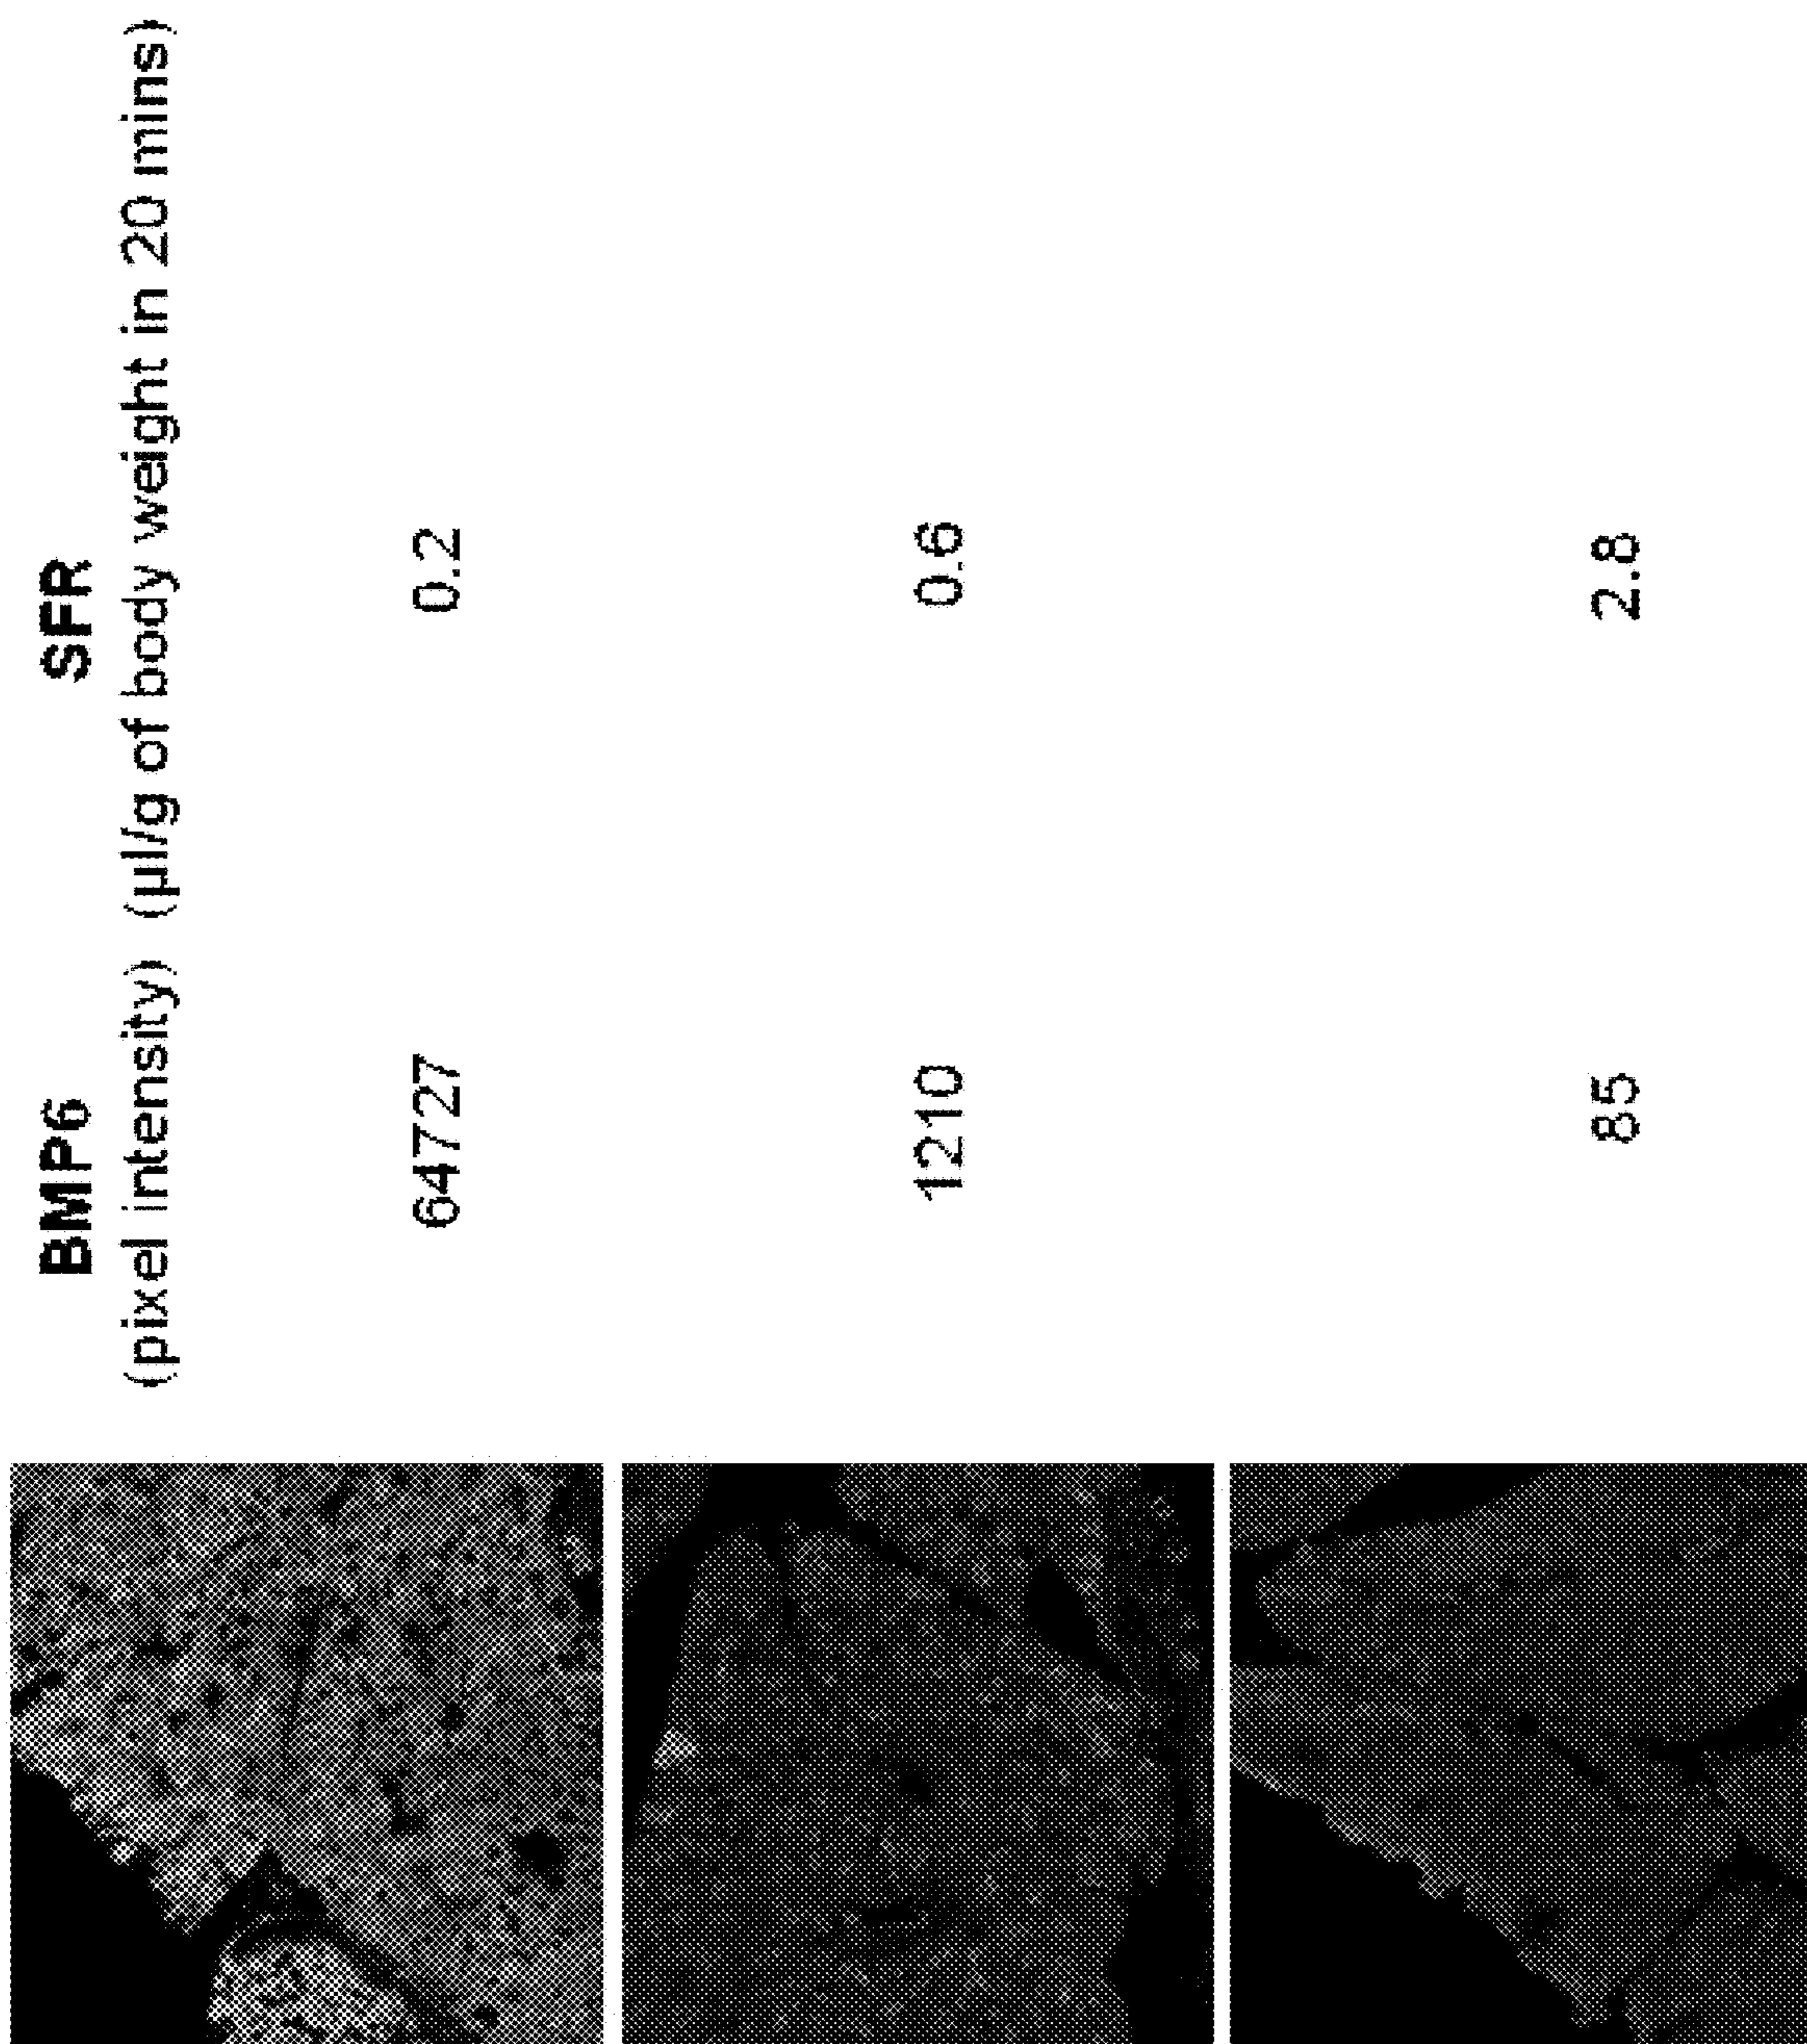 BMP6 SFR
(pixel intensity) (µl/g of body weight in 20 mins)
64727 0.2
1210 0.6
85 2.8